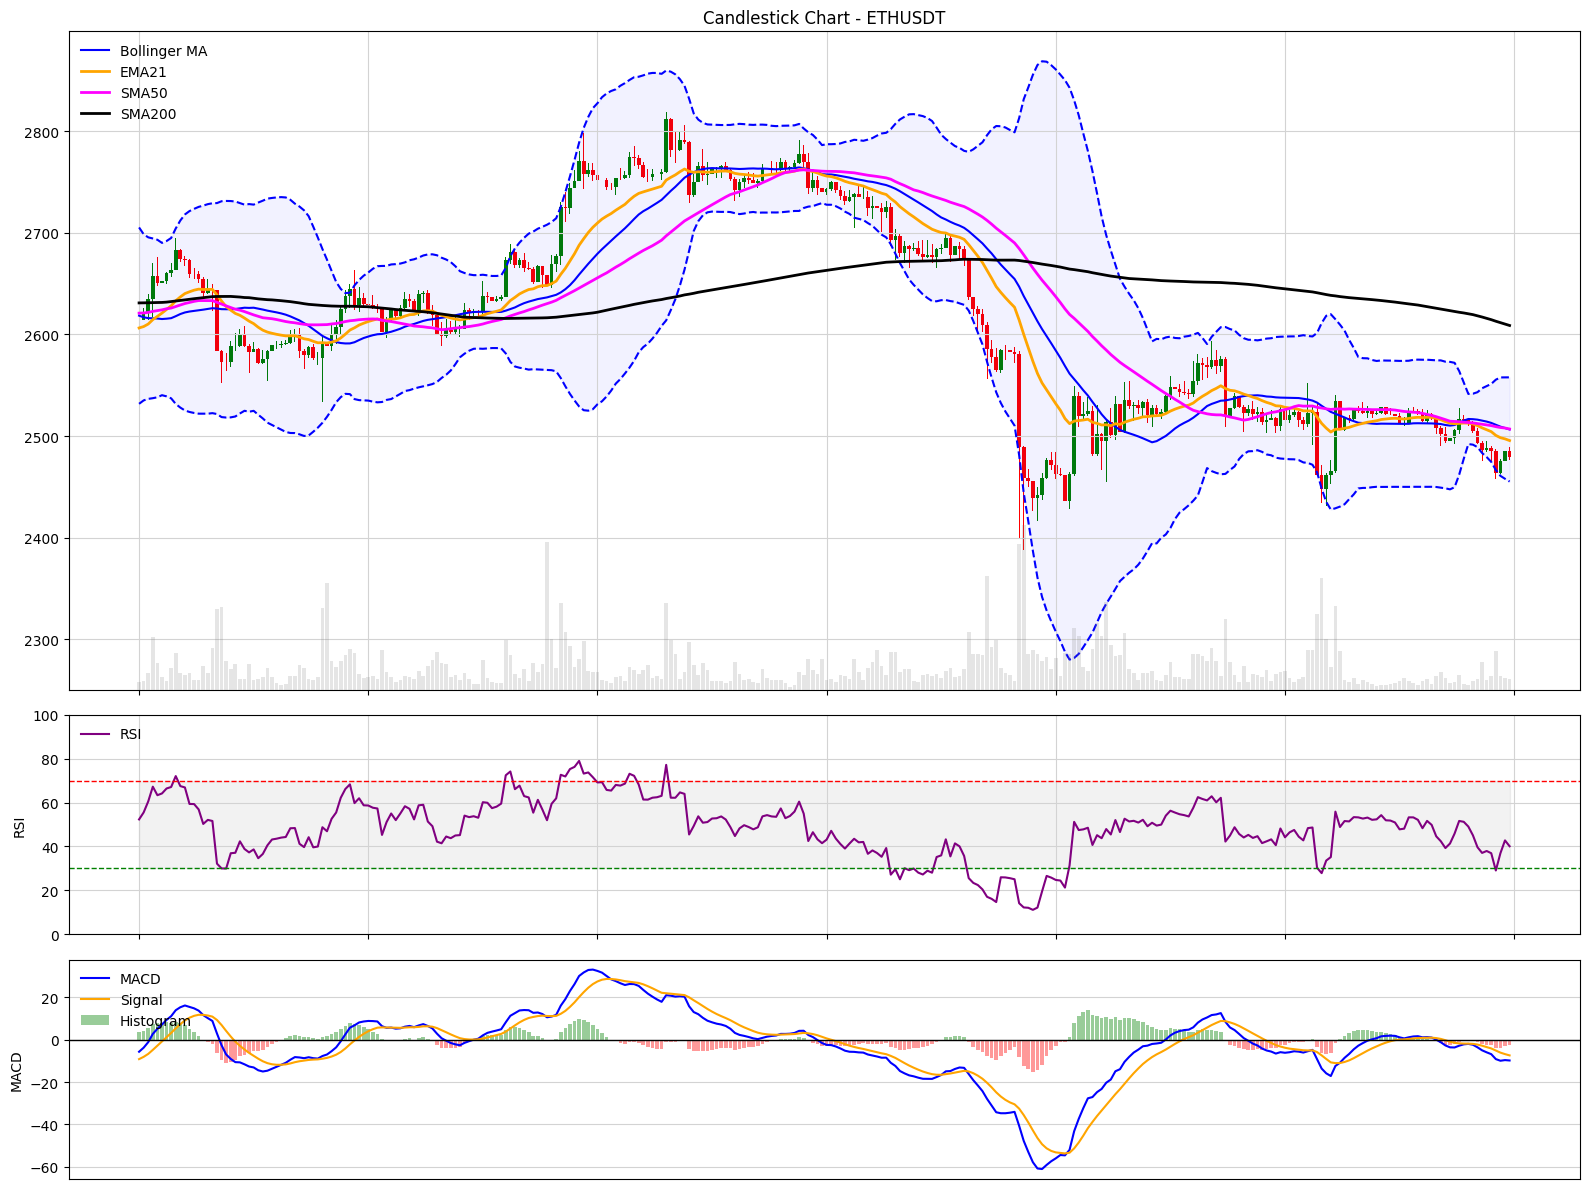 Candlestick Chart - ETHUSDT
Bollinger MA
EMA21
SMA50
SMA200
2800
2700
2600
2500
2400
2300
RSI
100
80
60
40
20
0
RSI
MACD
Signal
Histogram
20
0
−20
−40
−60
MACD